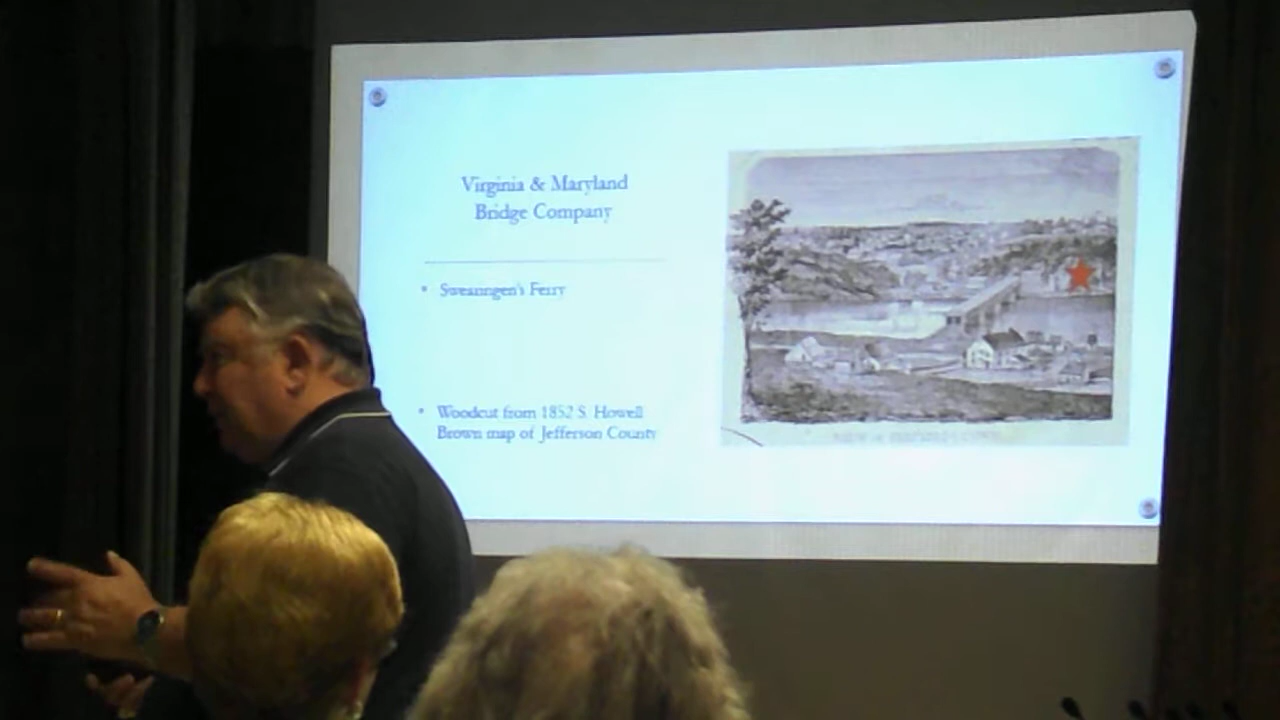 Virginia & Maryland
Bridge Company
• Swearingen's Ferry
• Woodcut from 1852 S. Howell
Brown map of Jefferson County